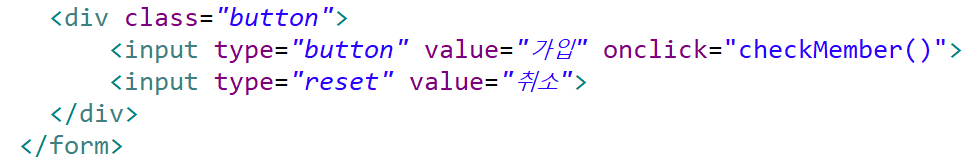 <div class="button">
<input type="button" value="가입" onclick="checkMember()">
<input type="reset" value="취소">
</div>
</form>